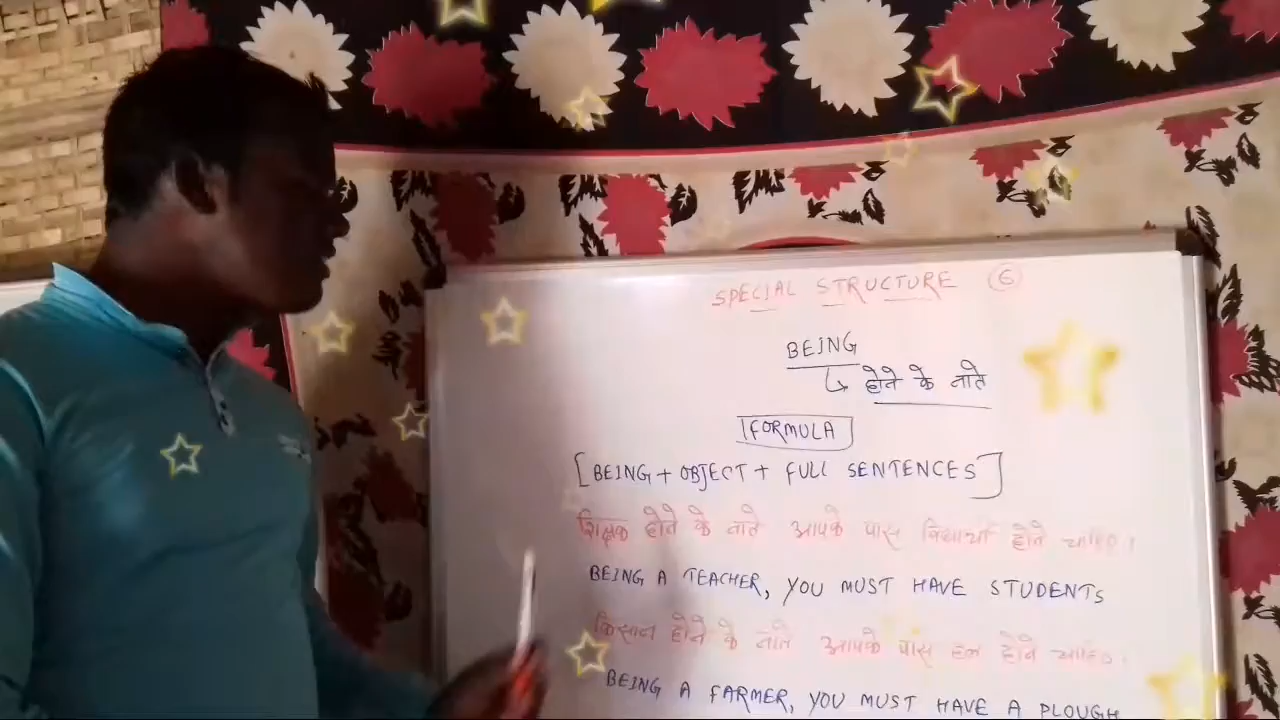 SPECIAL STRUCTURE 6
BEING
↳ होने के नाते
FORMULA
[BEING + OBJECT + FULL SENTENCES]
शिक्षक होने के नाते आपके पास विद्यार्थी होने चाहिए।
BEING A TEACHER, YOU MUST HAVE STUDENTS
किसान होने के नाते आपके पास हल होने चाहिए।
BEING A FARMER, YOU MUST HAVE A PLOUGH